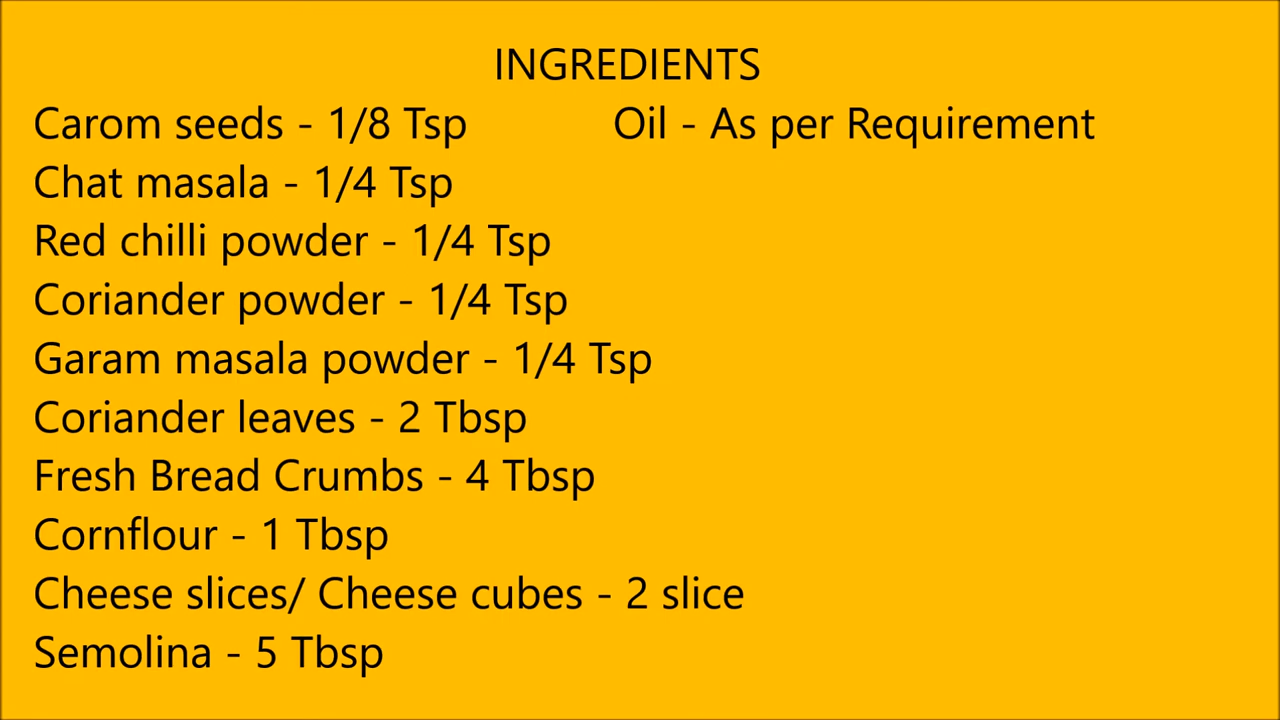 INGREDIENTS
Carom seeds - 1/8 Tsp
Chat masala - 1/4 Tsp
Red chilli powder - 1/4 Tsp
Coriander powder - 1/4 Tsp
Garam masala powder - 1/4 Tsp
Coriander leaves - 2 Tbsp
Fresh Bread Crumbs - 4 Tbsp
Cornflour - 1 Tbsp
Cheese slices/ Cheese cubes - 2 slice
Semolina - 5 Tbsp
Oil - As per Requirement